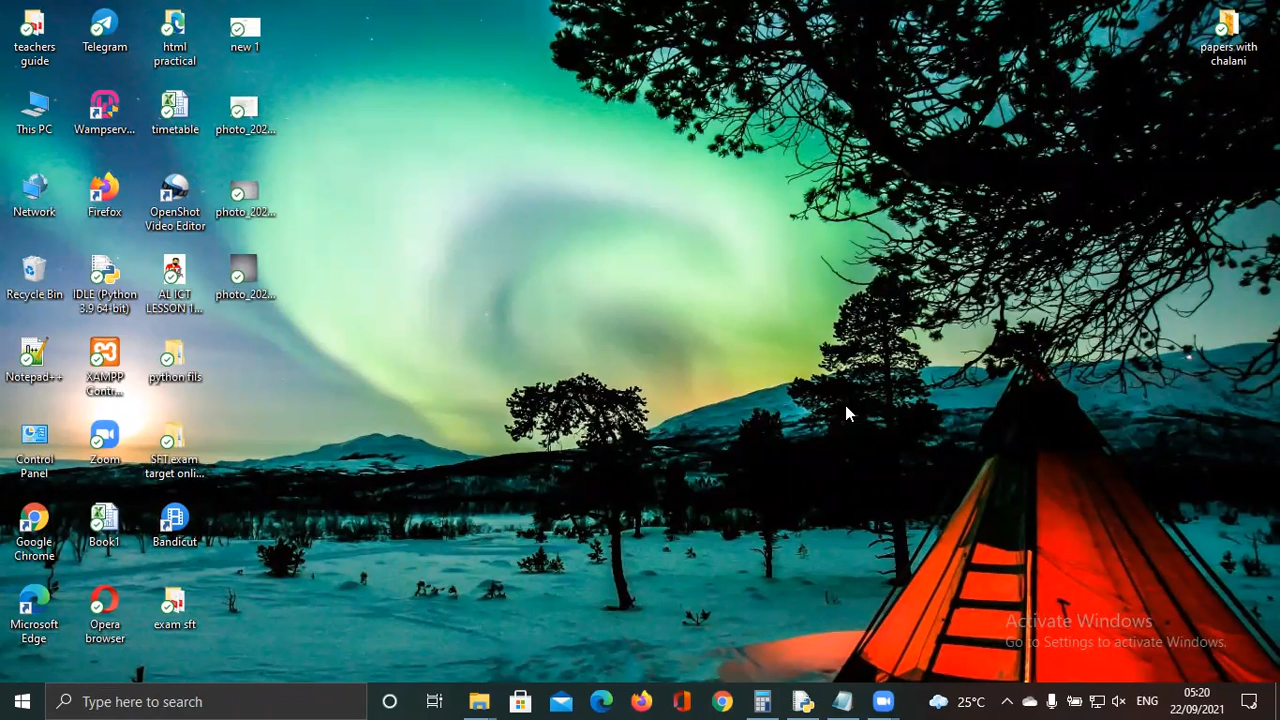 teachers
guide
Telegram
html
practical
new 1
papers with
chalani
This PC
Wampserv...
timetable
photo_202...
Network
Firefox
OpenShot
Video Editor
photo_202...
Recycle Bin
IDLE (Python
3.9 64-bit)
AL ICT
LESSON 1...
photo_202...
Notepad++
XAMPP
Contr...
python fils
Control
Panel
Zoom
SFT exam
target onli...
Google
Chrome
Book1
Bandicut
Microsoft
Edge
Opera
browser
exam sft
Activate Windows
Go to Settings to activate Windows.
Type here to search
25°C
ENG
05:20
22/09/2021